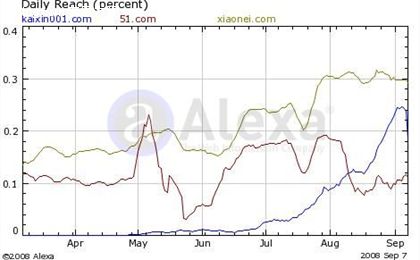 Daily Reach (percent)
kaixin001.com 51.com xiaonei.com
0.4
0.3
0.2
0.1
0
Alexa
Apr May Jun Jul Aug Sep
©2008 Alexa 2008 Sep 7